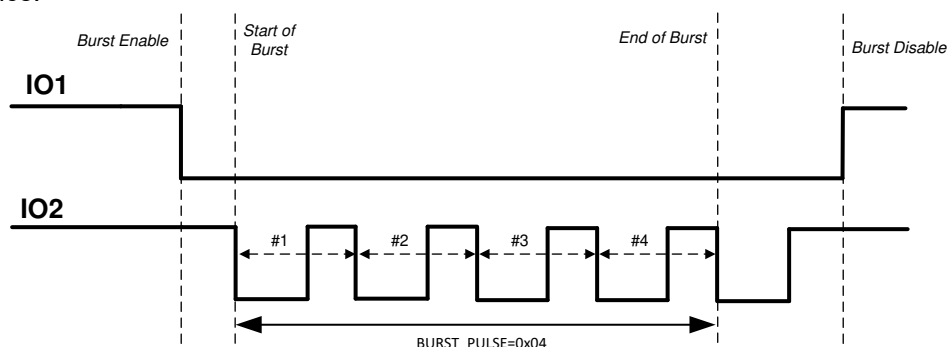 Burst Enable
Start of
Burst
End of Burst
Burst Disable
IO1
IO2
#1
#2
#3
#4
BURST_PULSE=0x04